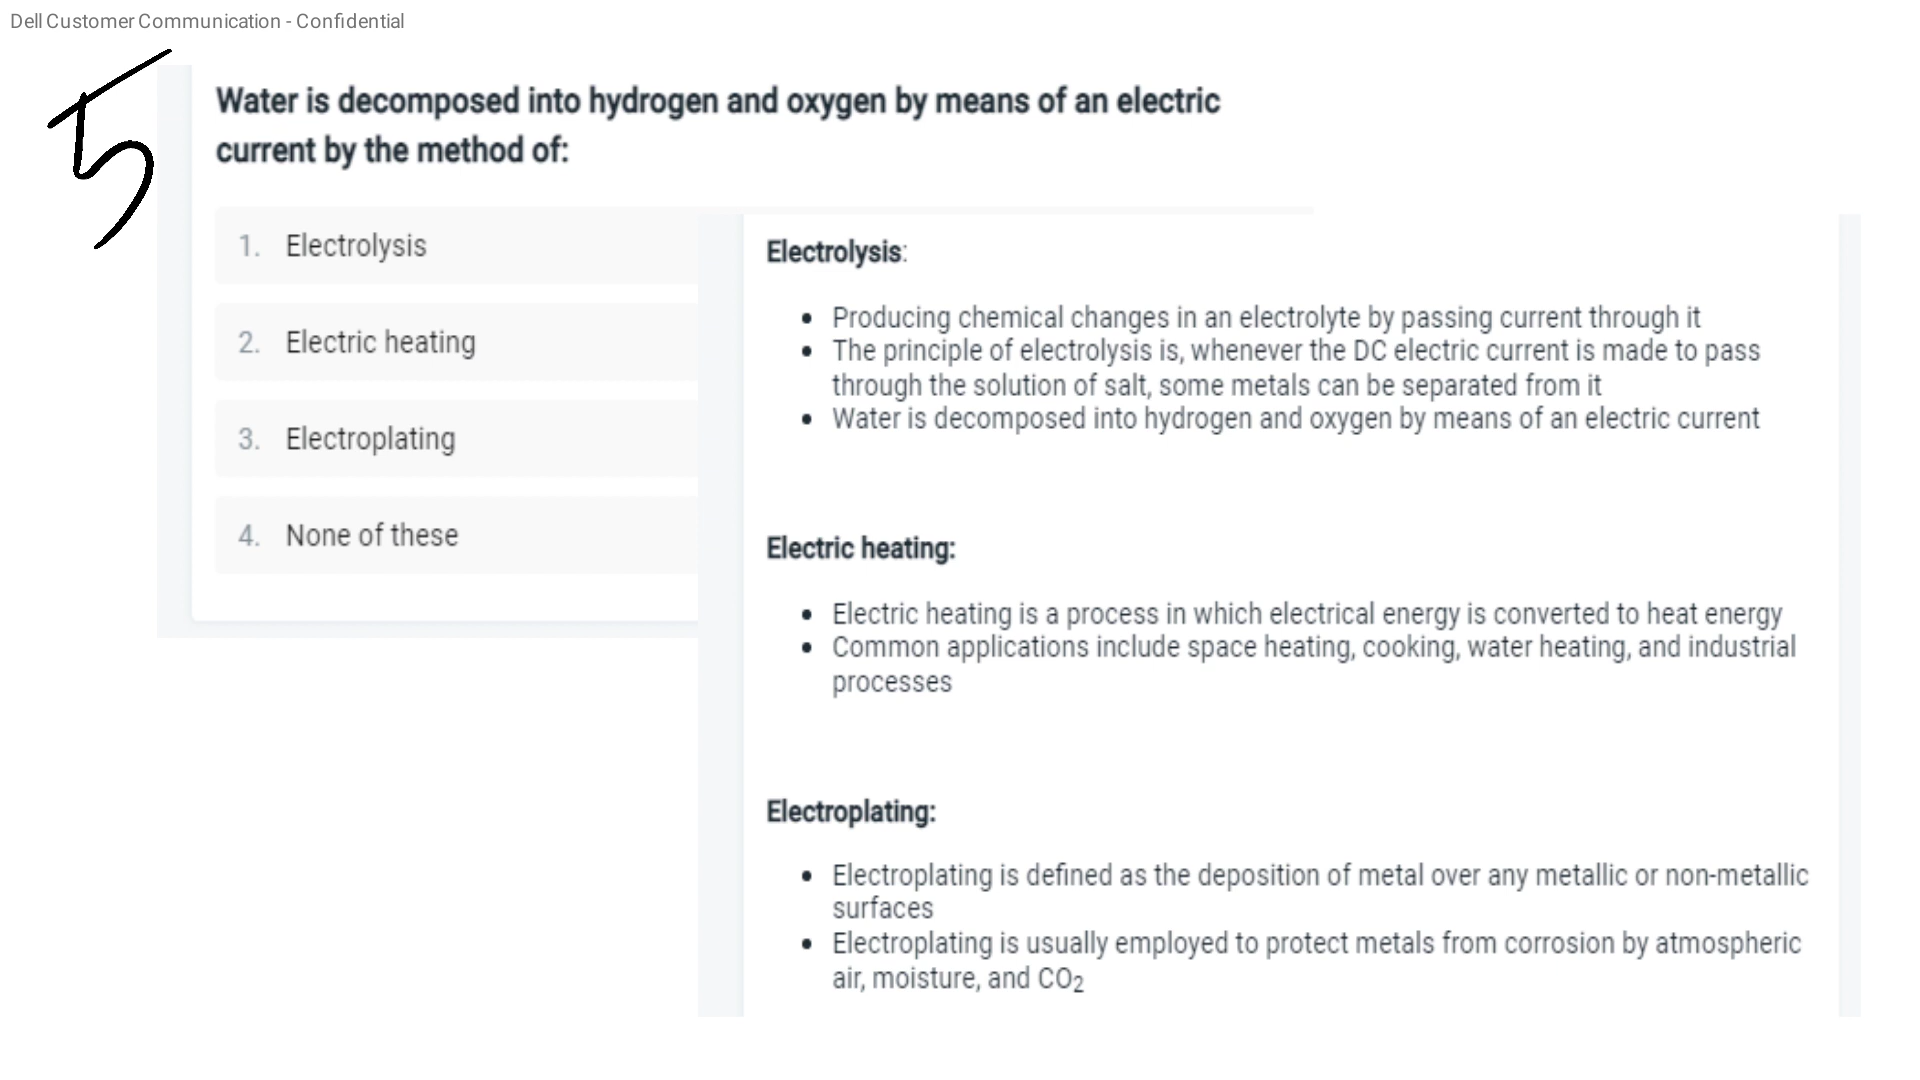 Dell Customer Communication - Confidential
5
Water is decomposed into hydrogen and oxygen by means of an electric
current by the method of:
1. Electrolysis
2. Electric heating
3. Electroplating
4. None of these
Electrolysis:
• Producing chemical changes in an electrolyte by passing current through it
• The principle of electrolysis is, whenever the DC electric current is made to pass
through the solution of salt, some metals can be separated from it
• Water is decomposed into hydrogen and oxygen by means of an electric current
Electric heating:
• Electric heating is a process in which electrical energy is converted to heat energy
• Common applications include space heating, cooking, water heating, and industrial
processes
Electroplating:
• Electroplating is defined as the deposition of metal over any metallic or non-metallic
surfaces
• Electroplating is usually employed to protect metals from corrosion by atmospheric
air, moisture, and CO₂